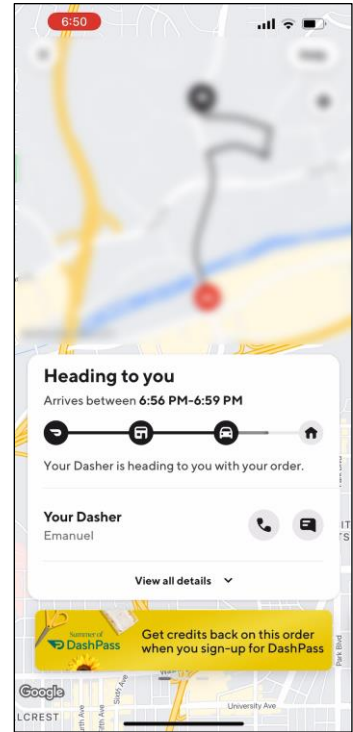 6:50
Heading to you
Arrives between 6:56 PM-6:59 PM
Your Dasher is heading to you with your order.
Your Dasher
Emanuel
View all details
Summer of
DashPass
Get credits back on this order
when you sign-up for DashPass
Park Blvd
Google
Sixth Ave
LCREST
University Ave